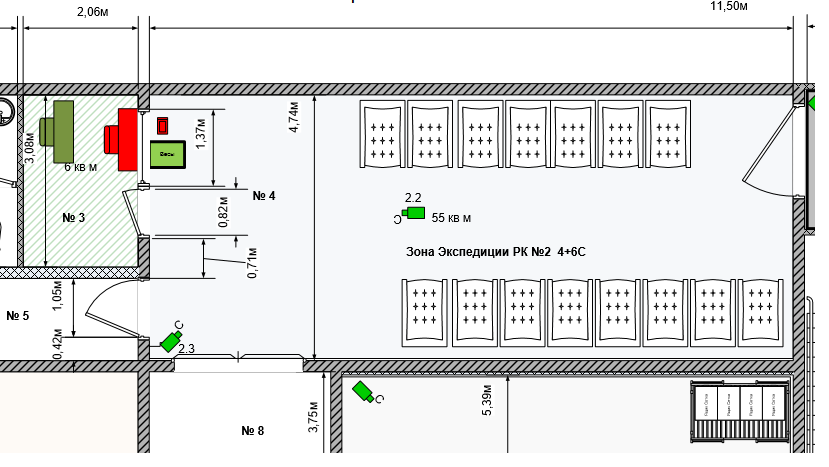 2,06м
11,50м
3,08м
6 кв м
№ 3
Весы
1,37м
4,74м
№ 4
0,82м
0,71м
2.2
С
55 кв м
Зона Экспедиции РК №2 4+6С
1,05м
№ 5
0,42м
С
2.3
№ 8
3,75м
С
5,39м